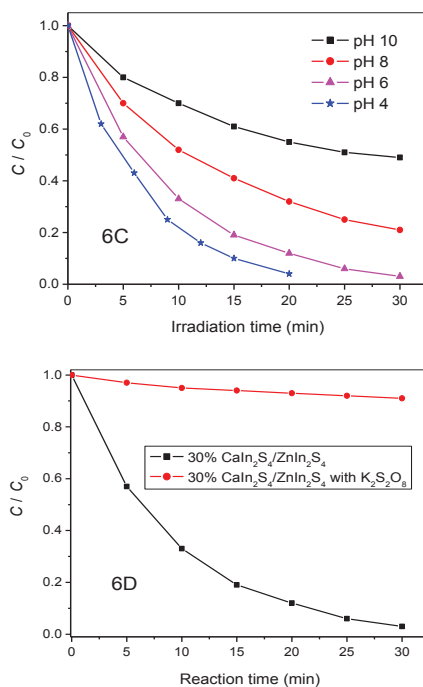 1.0
0.8
0.6
0.4
0.2
0.0
C / C₀
pH 10
pH 8
pH 6
pH 4
6C
0 5 10 15 20 25 30
Irradiation time (min)
1.0
0.8
0.6
0.4
0.2
0.0
C / C₀
30% CaIn₂S₄/ZnIn₂S₄
30% CaIn₂S₄/ZnIn₂S₄ with K₂S₂O₈
6D
0 5 10 15 20 25 30
Reaction time (min)